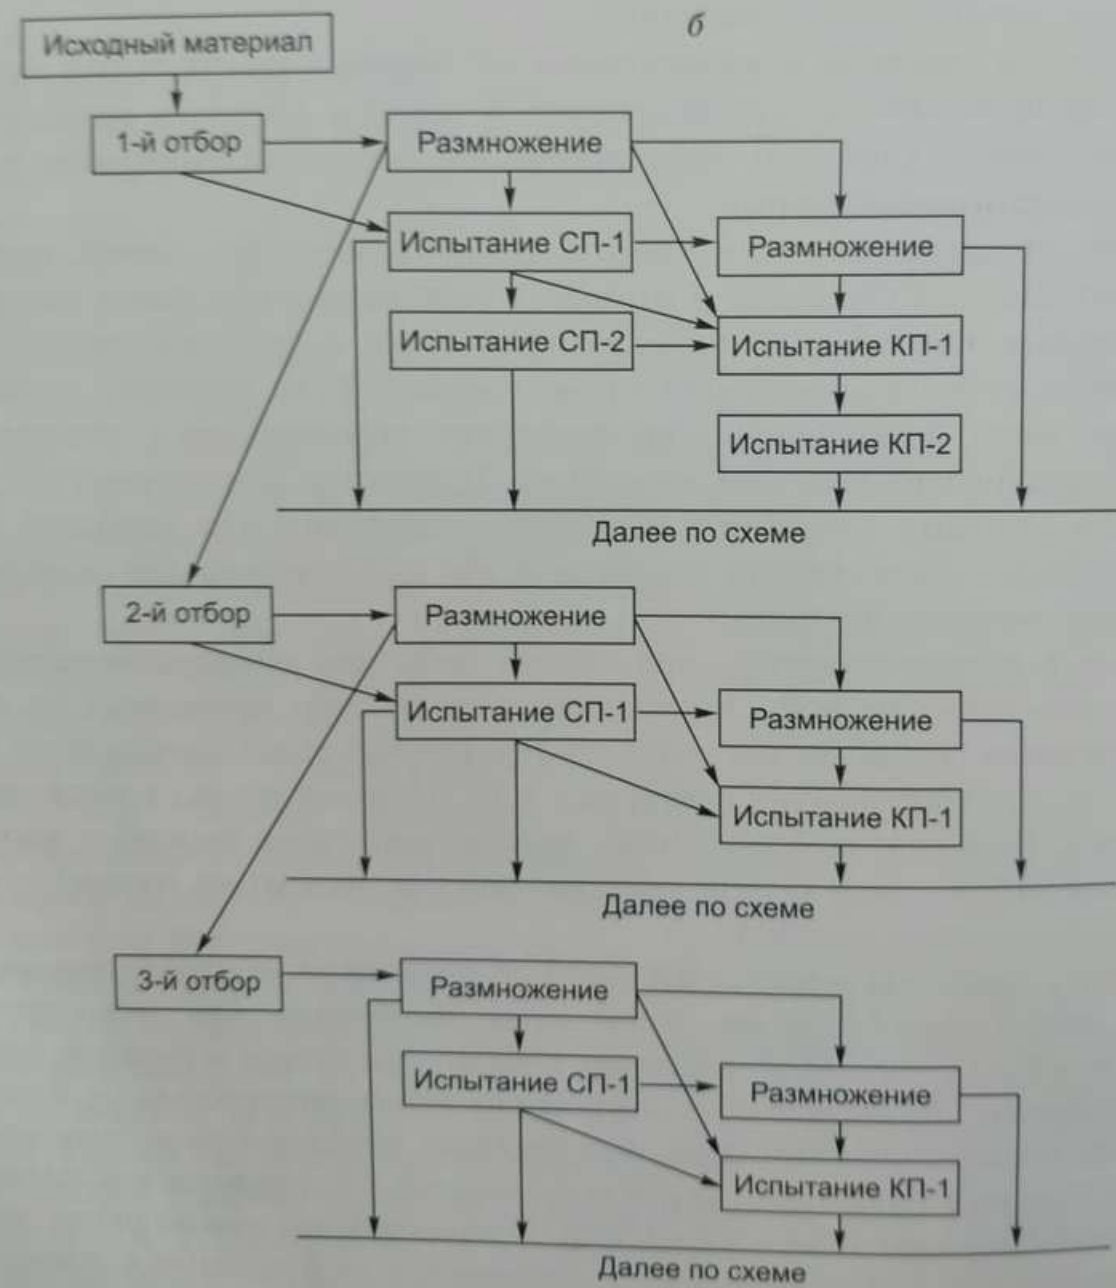 б
Исходный материал
1-й отбор
Размножение
Испытание СП-1
Размножение
Испытание СП-2
Испытание КП-1
Испытание КП-2
Далее по схеме
2-й отбор
Размножение
Испытание СП-1
Размножение
Испытание КП-1
Далее по схеме
3-й отбор
Размножение
Испытание СП-1
Размножение
Испытание КП-1
Далее по схеме